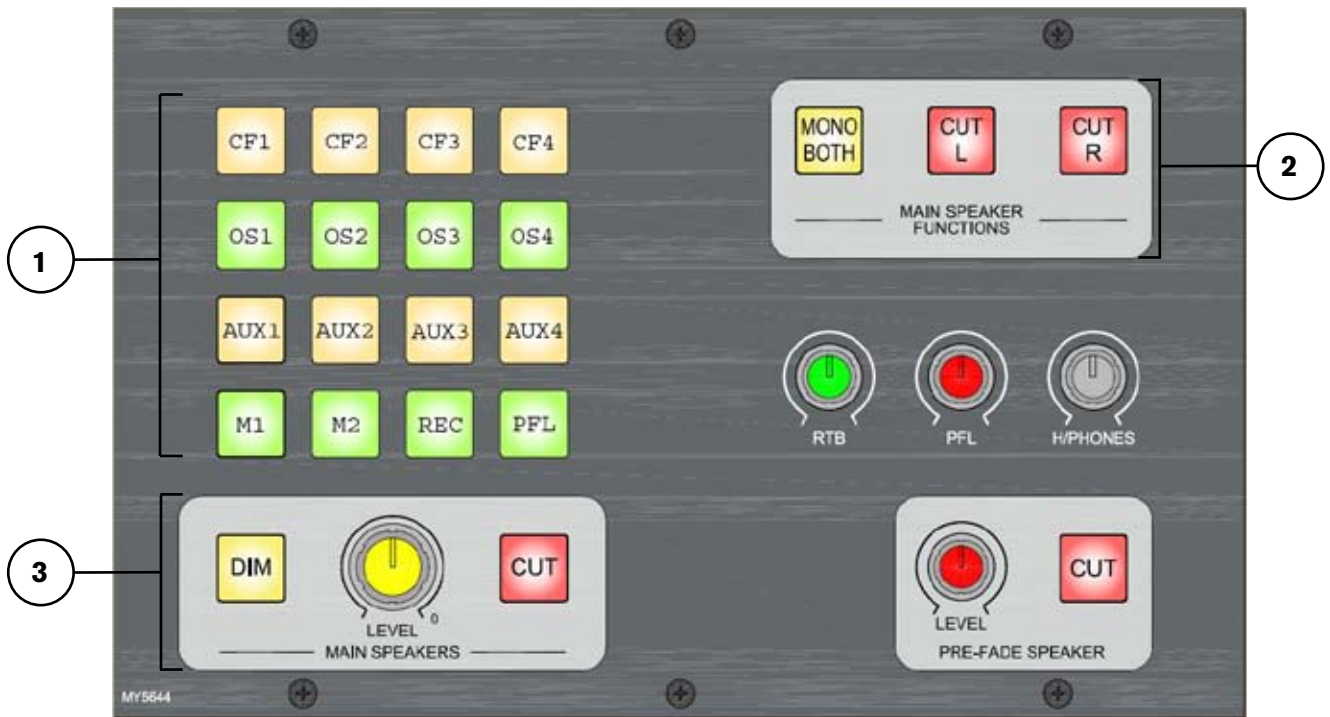 CF1 CF2 CF3 CF4
MONO BOTH
CUT L
CUT R
MAIN SPEAKER
FUNCTIONS
2
OS1 OS2 OS3 OS4
1
AUX1 AUX2 AUX3 AUX4
M1 M2 REC PFL
RTB PFL H/PHONES
3
DIM
LEVEL 0
CUT
MAIN SPEAKERS
LEVEL
CUT
PRE-FADE SPEAKER
MY5644